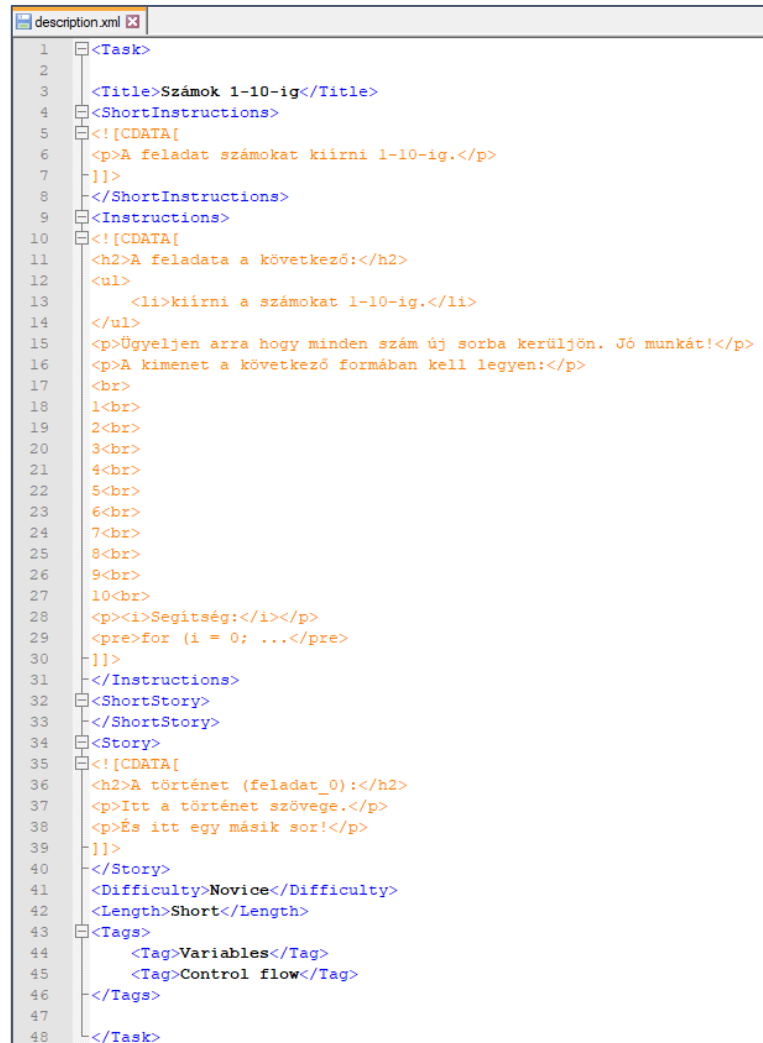 description.xml
1 <Task>
2
3 <Title>Számok 1-10-ig</Title>
4 <ShortInstructions>
5 <![CDATA[
6 <p>A feladat számokat kiírni 1-10-ig.</p>
7 ]]>
8 </ShortInstructions>
9 <Instructions>
10 <![CDATA[
11 <h2>A feladata a következő:</h2>
12 <ul>
13     <li>kiírni a számokat 1-10-ig.</li>
14 </ul>
15 <p>Ügyeljen arra hogy minden szám új sorba kerüljön. Jó munkát!</p>
16 <p>A kimenet a következő formában kell legyen:</p>
17 <br>
18 1<br>
19 2<br>
20 3<br>
21 4<br>
22 5<br>
23 6<br>
24 7<br>
25 8<br>
26 9<br>
27 10<br>
28 <p><i>Segítség:</i></p>
29 <pre>for (i = 0; ...</pre>
30 ]]>
31 </Instructions>
32 <ShortStory>
33 </ShortStory>
34 <Story>
35 <![CDATA[
36 <h2>A történet (feladat_0):</h2>
37 <p>Itt a történet szövege.</p>
38 <p>És itt egy másik sor!</p>
39 ]]>
40 </Story>
41 <Difficulty>Novice</Difficulty>
42 <Length>Short</Length>
43 <Tags>
44     <Tag>Variables</Tag>
45     <Tag>Control flow</Tag>
46 </Tags>
47
48 </Task>